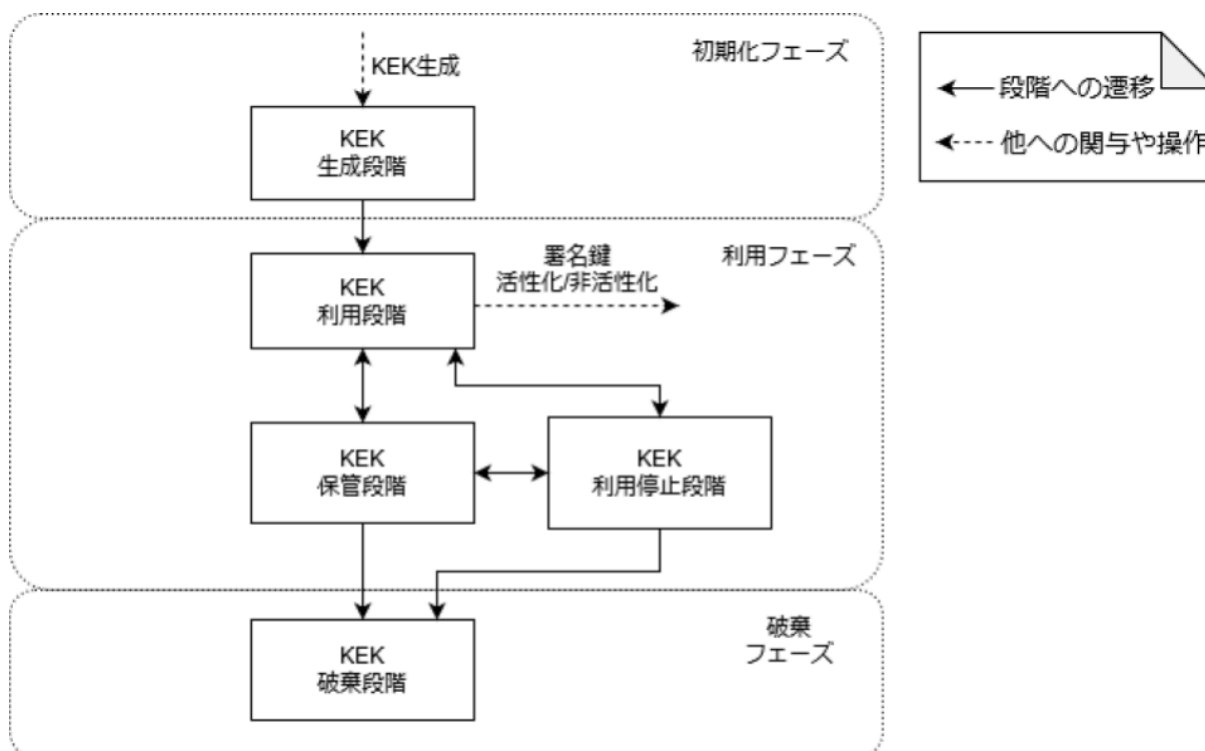 初期化フェーズ
KEK生成
KEK
生成段階
段階への遷移
他への関与や操作
利用フェーズ
署名鍵
活性化/非活性化
KEK
利用段階
KEK
保管段階
KEK
利用停止段階
破棄
フェーズ
KEK
破棄段階